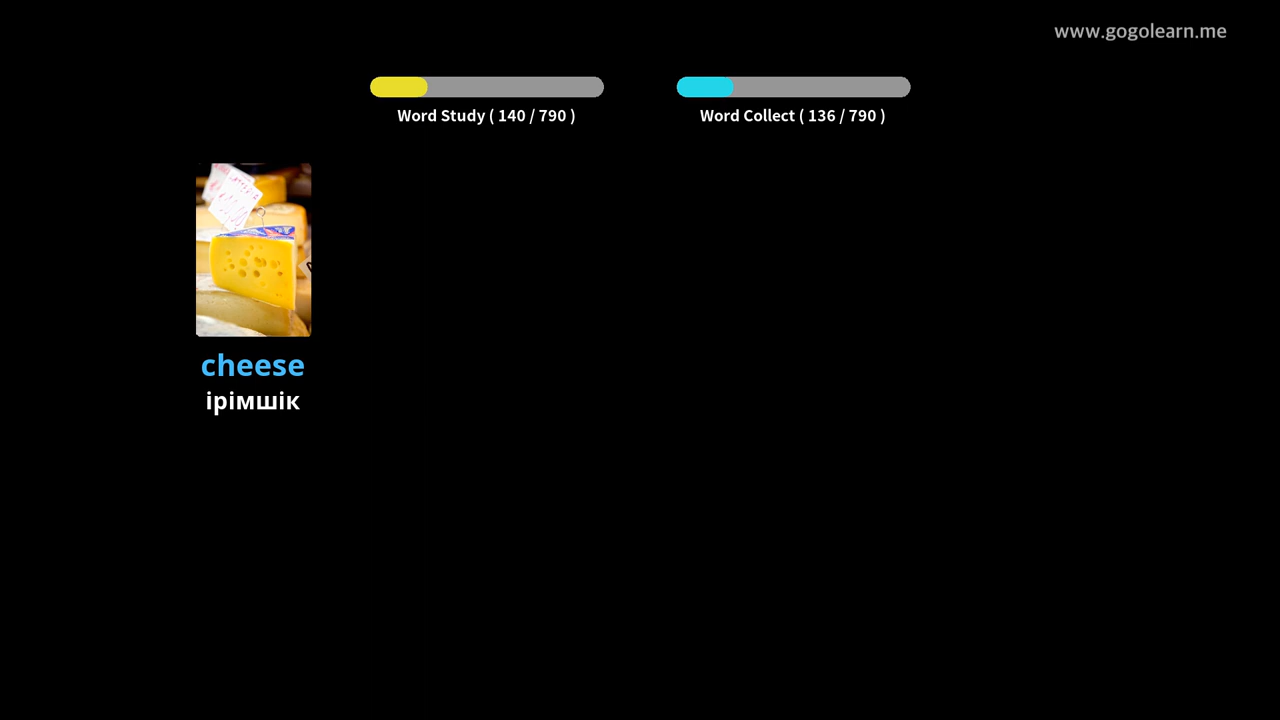 www.gogolearn.me
Word Study ( 140 / 790 )
Word Collect ( 136 / 790 )
cheese
ірімшік